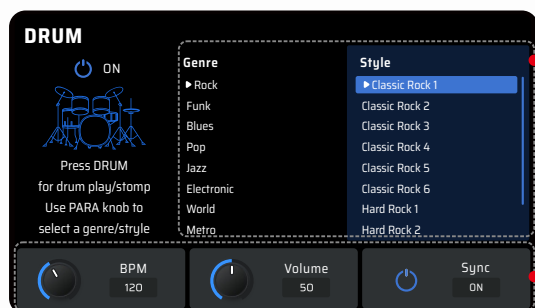 DRUM
ON
Press DRUM
for drum play/stomp
Use PARA knob to
select a genre/stryle
Genre
Rock
Funk
Blues
Pop
Jazz
Electronic
World
Metro
Style
Classic Rock 1
Classic Rock 2
Classic Rock 3
Classic Rock 4
Classic Rock 5
Classic Rock 6
Hard Rock 1
Hard Rock 2
BPM
120
Volume
50
Sync
ON